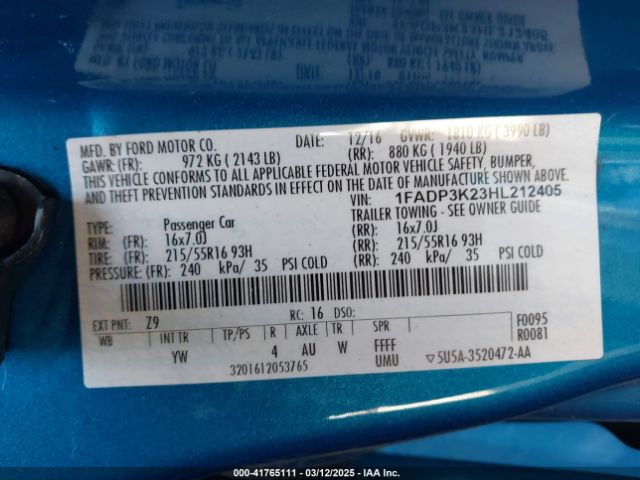 MFD. BY FORD MOTOR CO. DATE: 12/16 GVWR: 1810 KG ( 3990 LB)
GAWR: (FR): 972 KG ( 2143 LB) (RR): 880 KG ( 1940 LB)
THIS VEHICLE CONFORMS TO ALL APPLICABLE FEDERAL MOTOR VEHICLE SAFETY, BUMPER,
AND THEFT PREVENTION STANDARDS IN EFFECT ON THE DATE OF MANUFACTURE SHOWN ABOVE.
VIN: 1FADP3K23HL212405
TYPE: Passenger Car TRAILER TOWING - SEE OWNER GUIDE
RIM: (FR): 16x7.0J (RR): 16x7.0J
TIRE: (FR): 215/55R16 93H (RR): 215/55R16 93H
PRESSURE: (FR): 240 kPa/ 35 PSI COLD (RR): 240 kPa/ 35 PSI COLD
EXT PNT: Z9 RC: 16 DSO: F0095
WB INT TR TP/PS R AXLE TR SPR R0081
YW 4 AU W FFFF
3201612053765 UMU ▽5U5A-3520472-AA
000-41765111 - 03/12/2025 - IAA Inc.